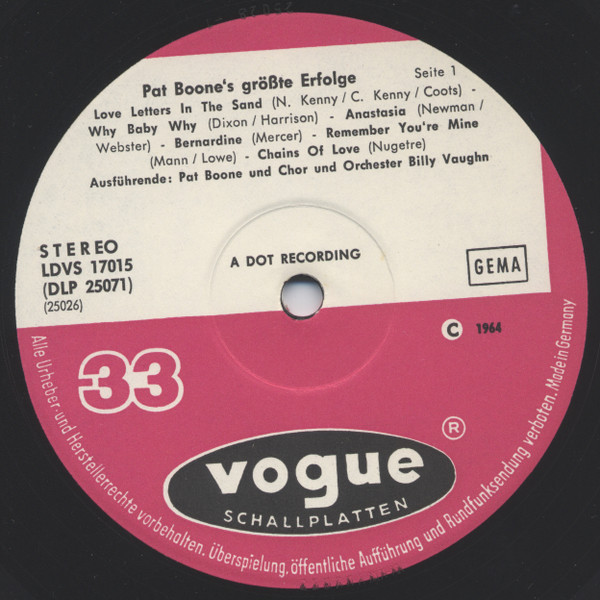 Pat Boone's größte Erfolge
Seite 1
Love Letters In The Sand (N. Kenny / C. Kenny / Coots) -
Why Baby Why (Dixon / Harrison) - Anastasia (Newman /
Webster) - Bernardine (Mercer) - Remember You're Mine
(Mann / Lowe) - Chains Of Love (Nugetre)
Ausführende: Pat Boone und Chor und Orchester Billy Vaughn
STEREO
LDVS 17015
(DLP 25071)
(25026)
A DOT RECORDING
GEMA
C 1964
33
vogue
®
SCHALLPLATTEN
Alle Urheber- und Herstellerrechte vorbehalten. Überspielung, öffentliche Aufführung und Rundfunksendung verboten. Made in Germany